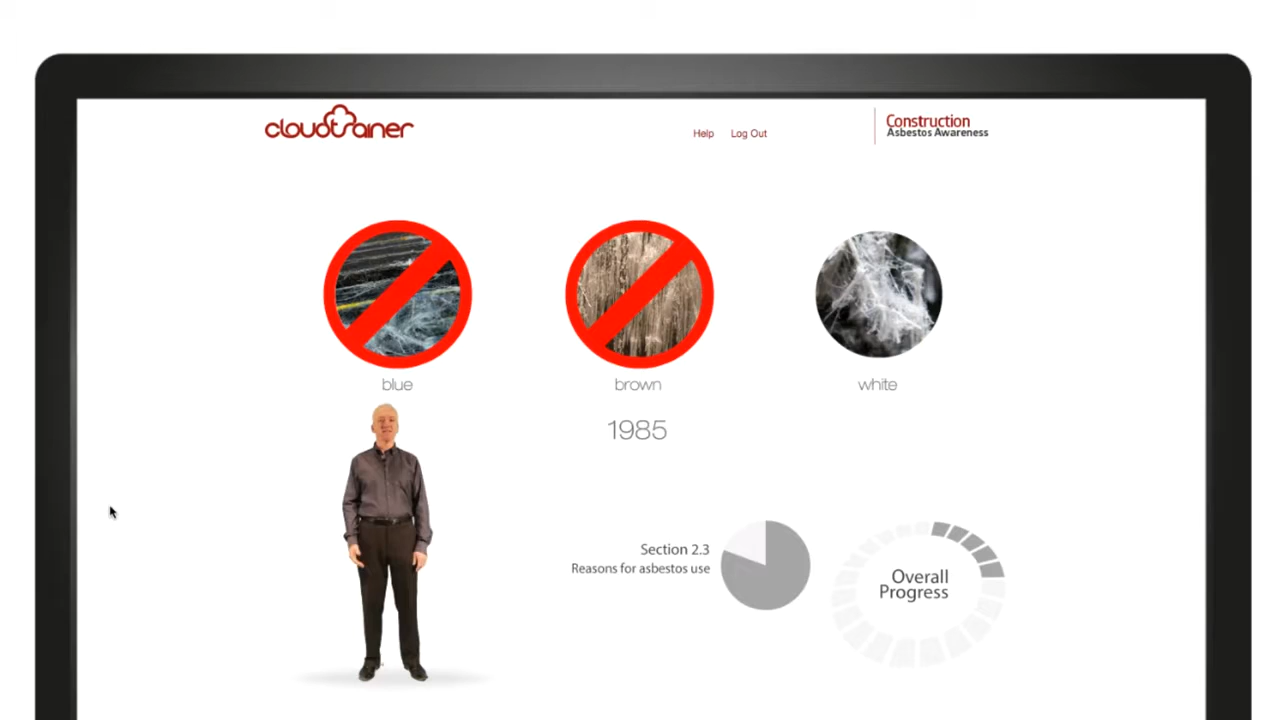 cloudtrainer
Help
Log Out
Construction
Asbestos Awareness
blue
brown
white
1985
Section 2.3
Reasons for asbestos use
Overall
Progress